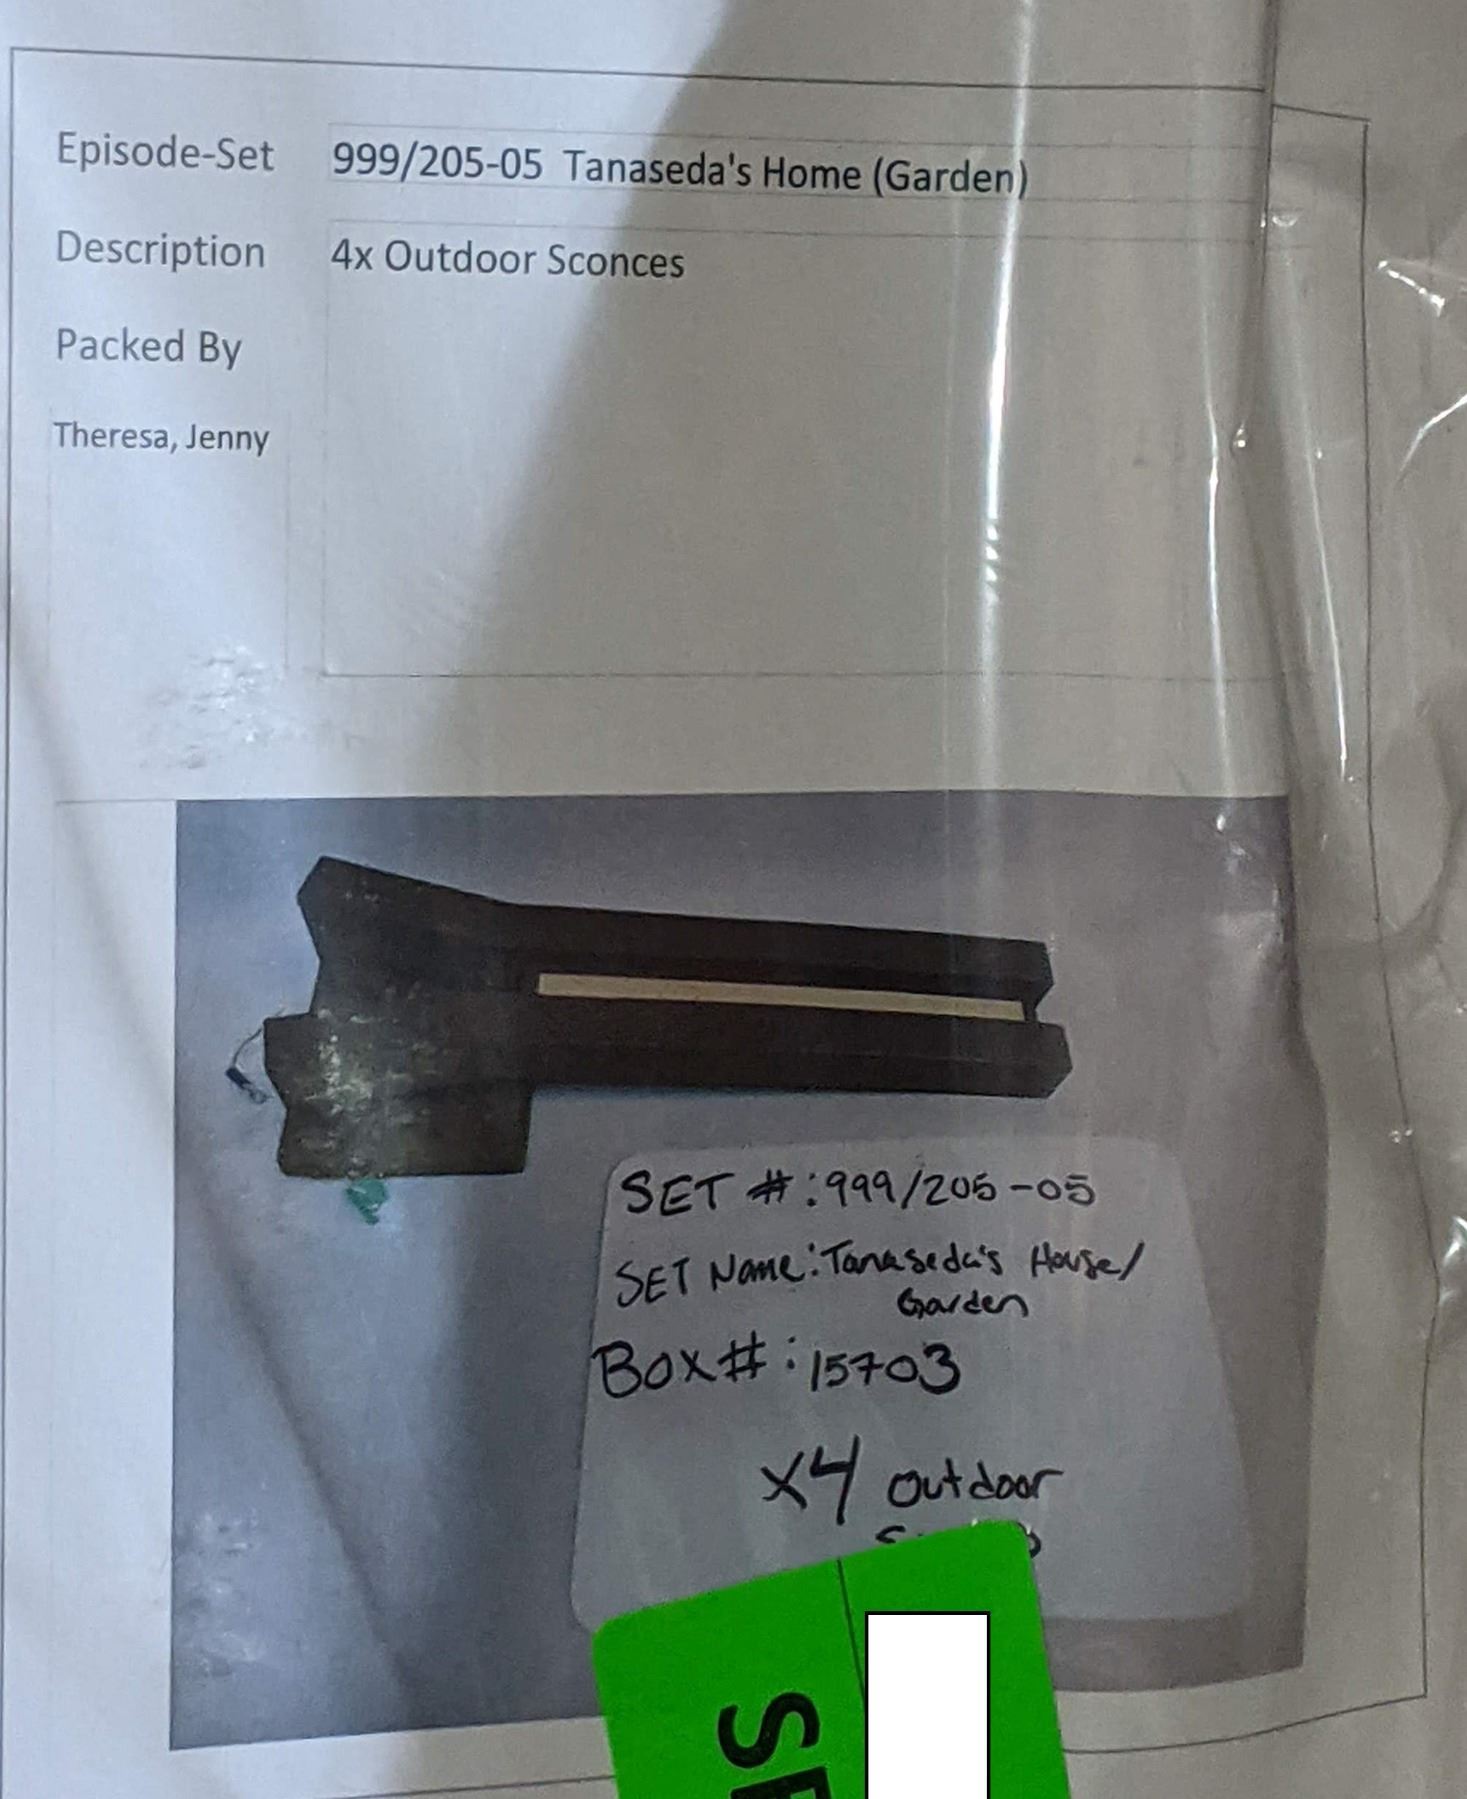 Episode-Set 999/205-05 Tanaseda's Home (Garden)
Description 4x Outdoor Sconces
Packed By
Theresa, Jenny
SET #:999/205-05
SET Name:Tanaseda's House/
Garden
Box#:15703
x4 outdoor